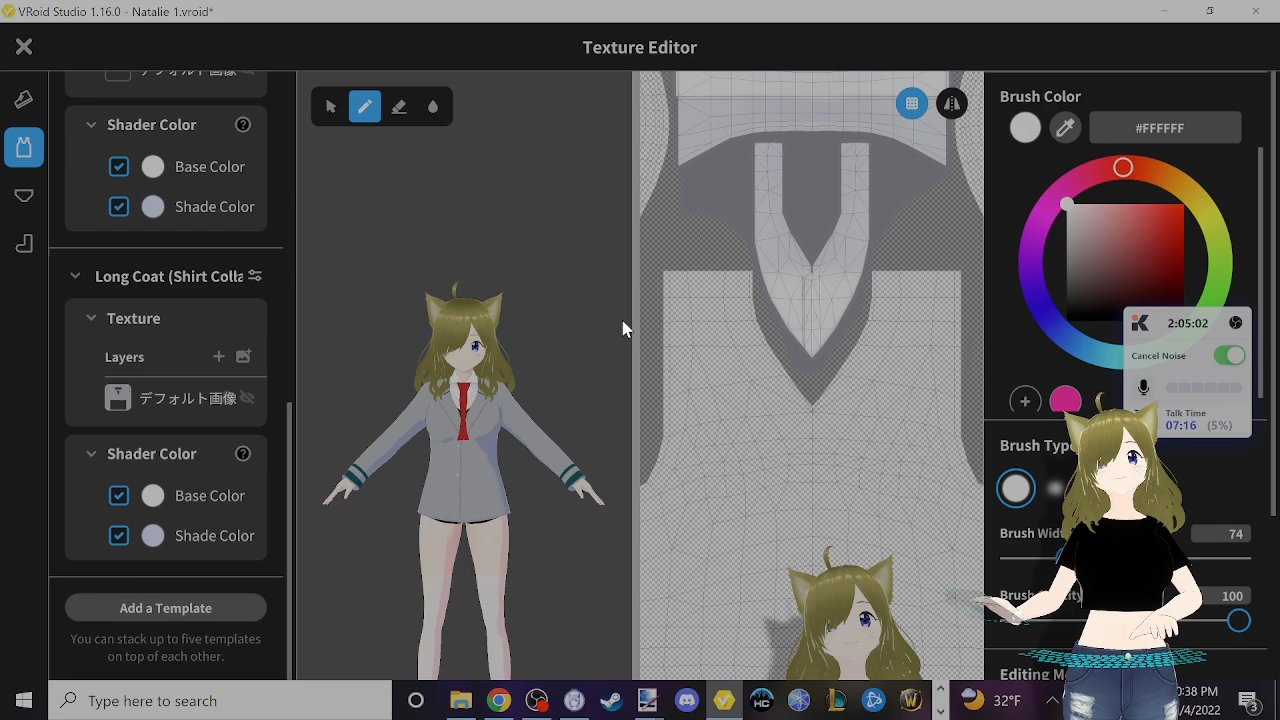 VRoid Studio 1.16.0 - Natalie 1.vroid*
Texture Editor
Shader Color
Base Color
Shade Color
Long Coat (Shirt Colla
Texture
Layers
デフォルト画像
Shader Color
Base Color
Shade Color
Add a Template
You can stack up to five templates
on top of each other.
Brush Color
#FFFFFF
2:05:02
Cancel Noise
Talk Time
07:16 (5%)
Brush Typ
Brush Wid
74
Brush
100
Editing M
Type here to search
HC
W
32°F
0:38 PM
/4/2022
3